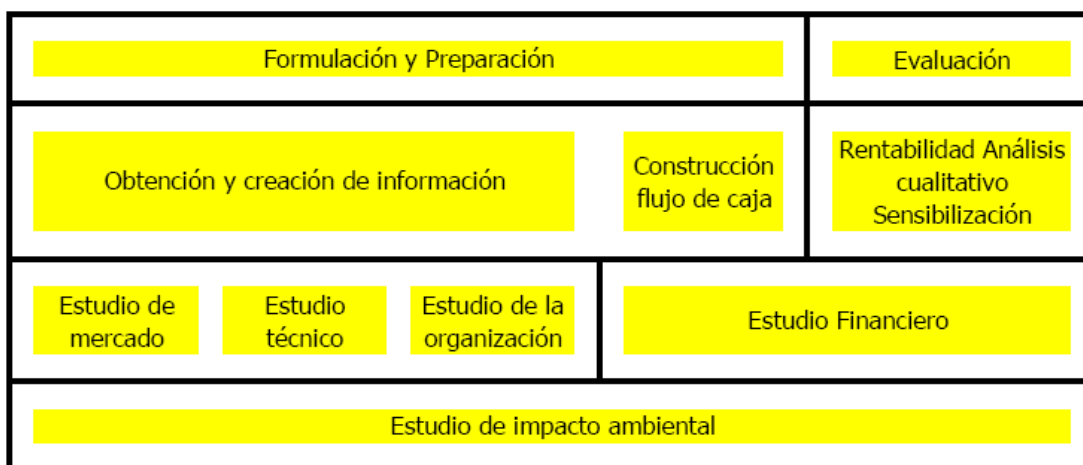 Formulación y Preparación
Evaluación
Obtención y creación de información
Construcción
flujo de caja
Rentabilidad Análisis
cualitativo
Sensibilización
Estudio de
mercado
Estudio
técnico
Estudio de la
organización
Estudio Financiero
Estudio de impacto ambiental